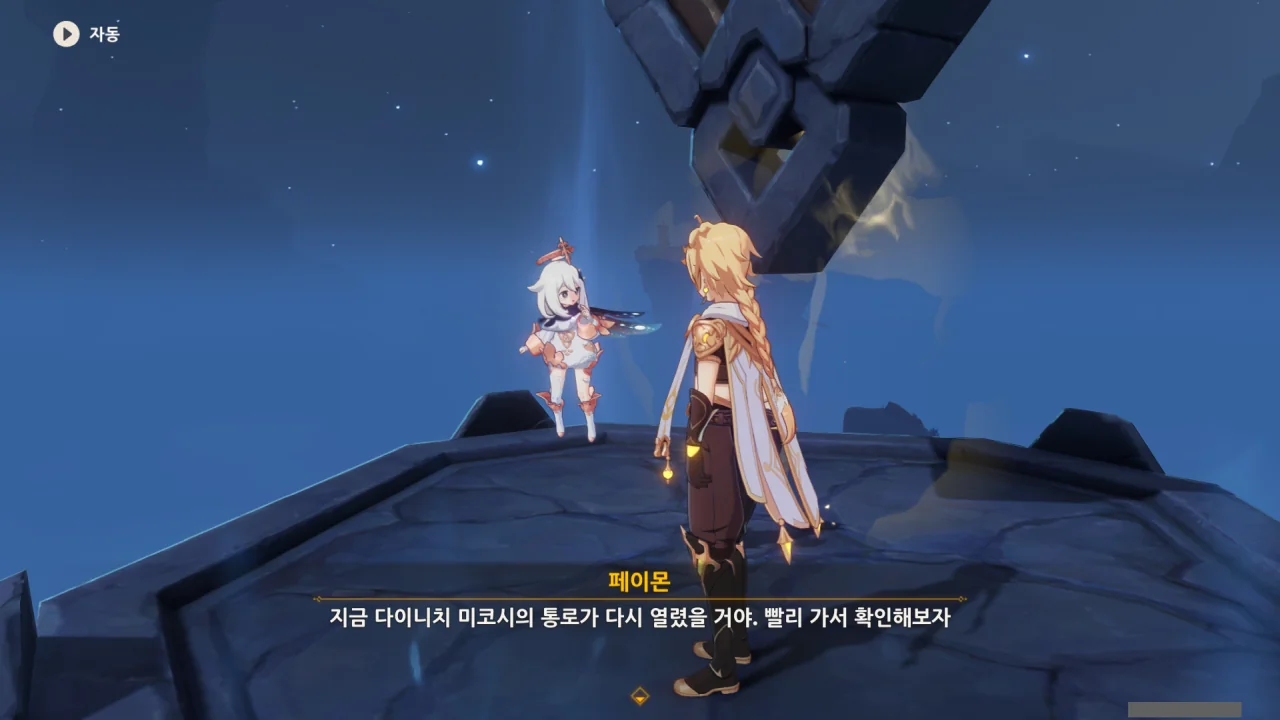 자동
페이몬
지금 다이니치 미코시의 통로가 다시 열렸을 거야. 빨리 가서 확인해보자